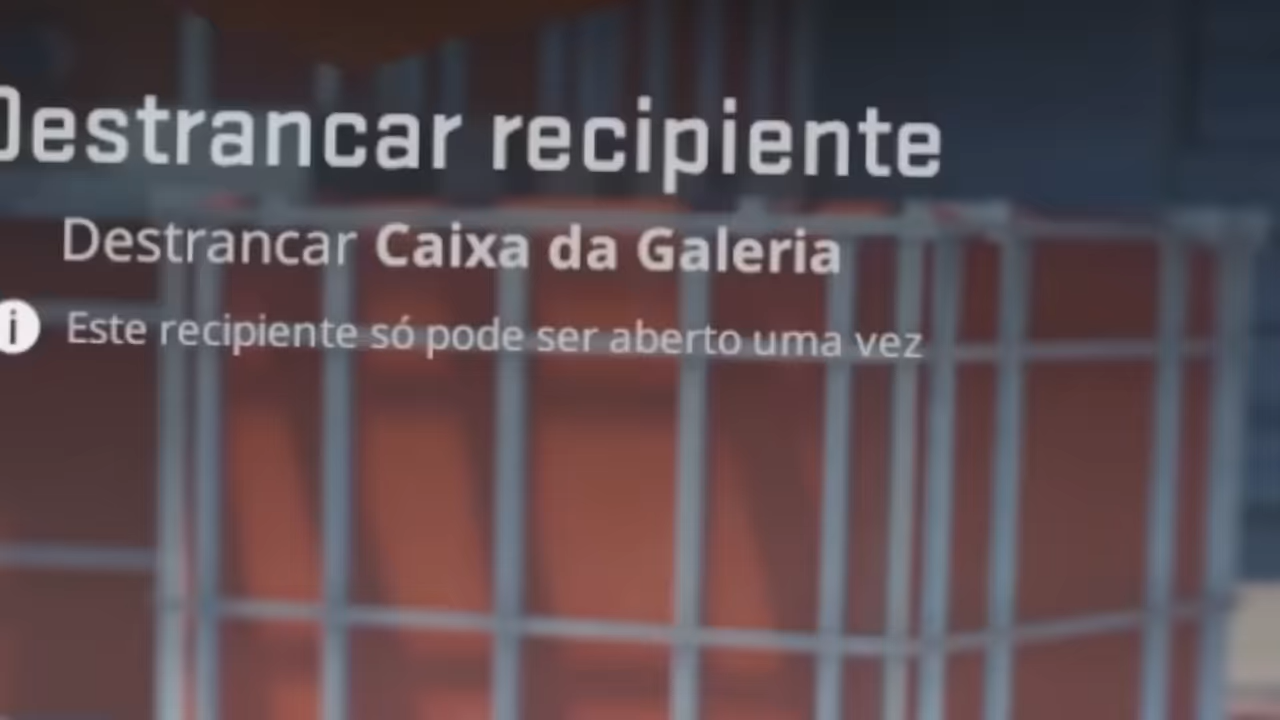 Destrancar recipiente
Destrancar Caixa da Galeria
i Este recipiente só pode ser aberto uma vez